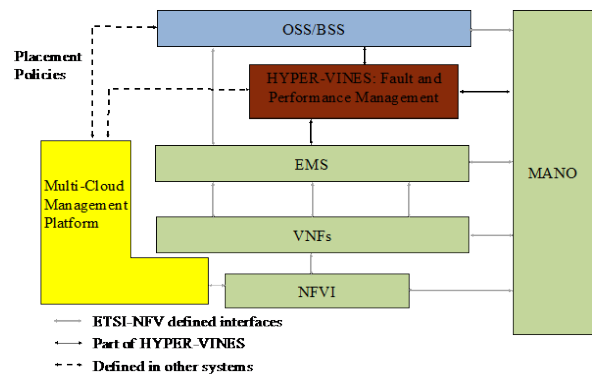 Placement
Policies
OSS/BSS
HYPER-VINES: Fault and
Performance Management
Multi-Cloud
Management
Platform
EMS
MANO
VNFs
NFVI
ETSI-NFV defined interfaces
Part of HYPER-VINES
Defined in other systems